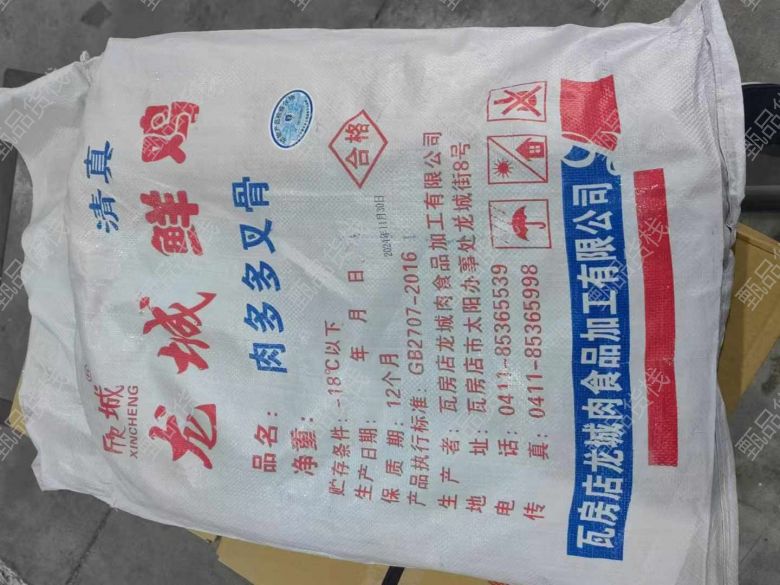 清真
欣城®
XINCHENG
龙城鲜鸡
肉多多叉骨
合格
品名：
净重：
贮存条件：-18℃以下
生产日期： 年 月 日
2024年11月30日
保质期：12个月
产品执行标准：GB2707-2016
生产者：瓦房店龙城肉食品加工有限公司
地址：瓦房店市太阳办事处龙城街8号
电话：0411-85365539
传真：0411-85365998
瓦房店龙城肉食品加工有限公司
甄品货栈